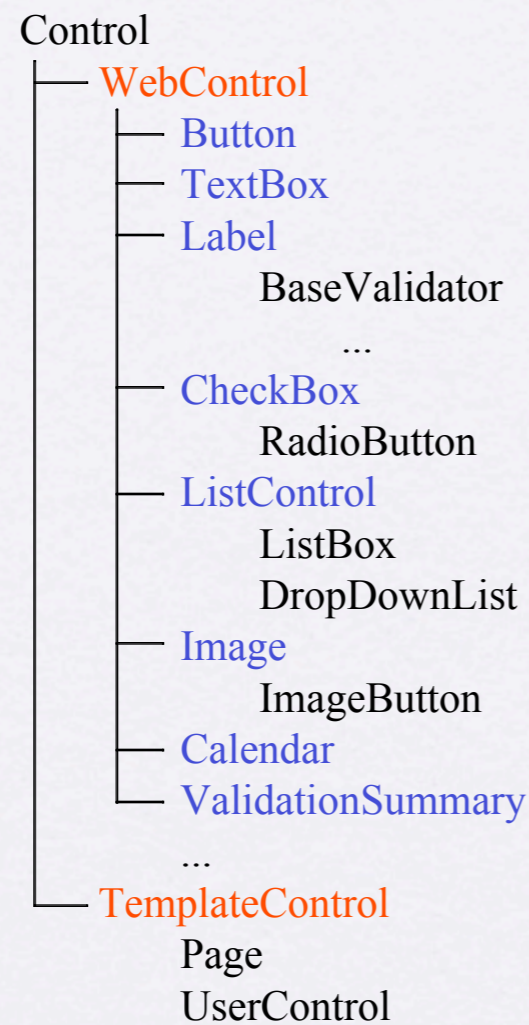 Control
WebControl
Button
TextBox
Label
BaseValidator
...
CheckBox
RadioButton
ListControl
ListBox
DropDownList
Image
ImageButton
Calendar
ValidationSummary
...
TemplateControl
Page
UserControl